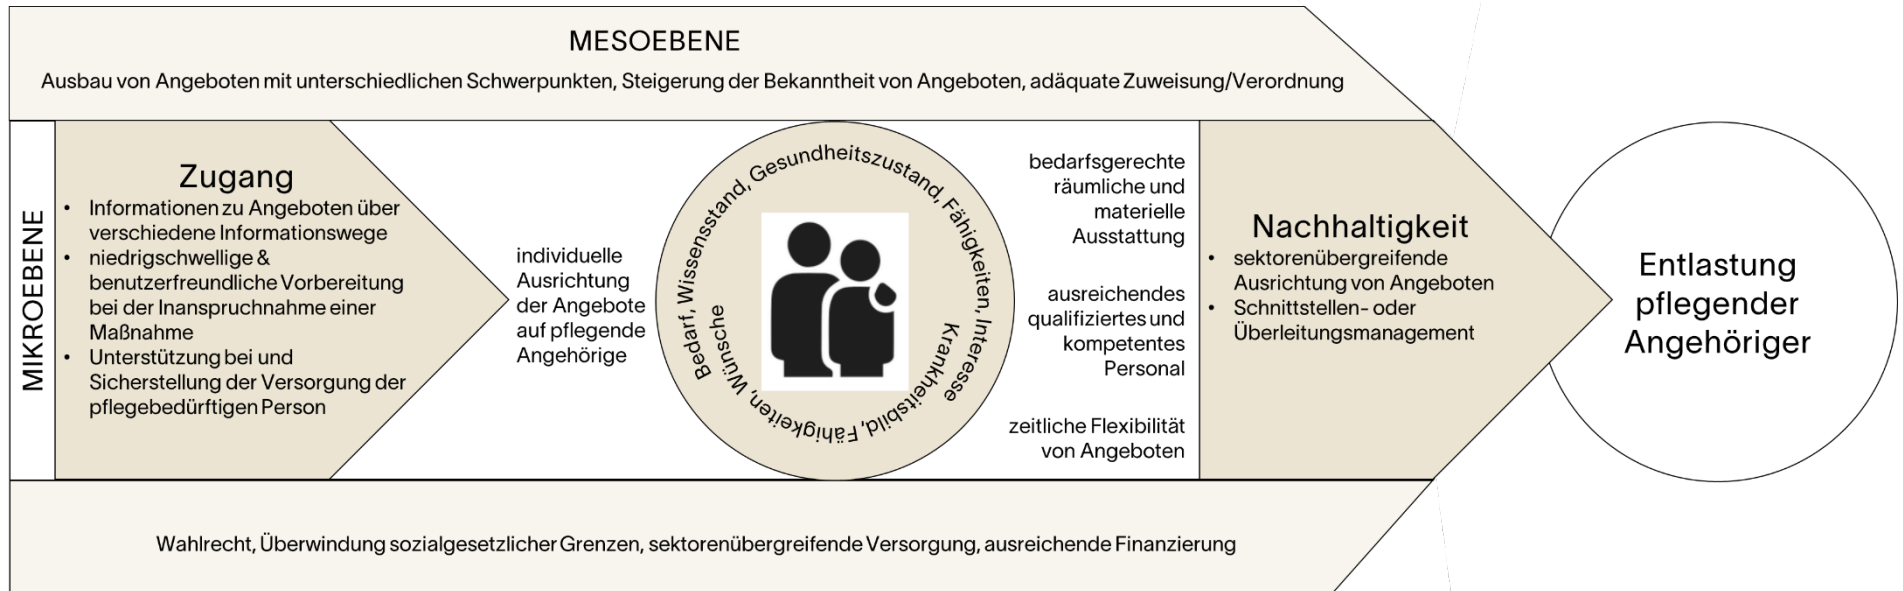 MESOEBENE
Ausbau von Angeboten mit unterschiedlichen Schwerpunkten, Steigerung der Bekanntheit von Angeboten, adäquate Zuweisung/Verordnung
MIKROEBENE
Zugang
• Informationen zu Angeboten über
verschiedene Informationswege
• niedrigschwellige &
benutzerfreundliche Vorbereitung
bei der Inanspruchnahme einer
Maßnahme
• Unterstützung bei und
Sicherstellung der Versorgung der
pflegebedürftigen Person
individuelle
Ausrichtung
der Angebote
auf pflegende
Angehörige
Bedarf, Wissensstand, Gesundheitszustand, Fähigkeiten, Interesse
Krankheitsbild, Fähigkeiten, Wünsche
bedarfsgerechte
räumliche und
materielle
Ausstattung
ausreichendes
qualifiziertes und
kompetentes
Personal
zeitliche Flexibilität
von Angeboten
Nachhaltigkeit
• sektorenübergreifende
Ausrichtung von Angeboten
• Schnittstellen- oder
Überleitungsmanagement
Entlastung
pflegender
Angehöriger
Wahlrecht, Überwindung sozialgesetzlicher Grenzen, sektorenübergreifende Versorgung, ausreichende Finanzierung